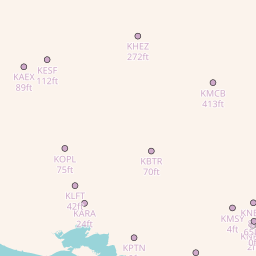 KHEZ
272ft
KESF
112ft
KAEX
89ft
KMCB
413ft
KOPL
75ft
KBTR
70ft
KLFT
42ft
KARA
24ft
KMSY
4ft
KPTN